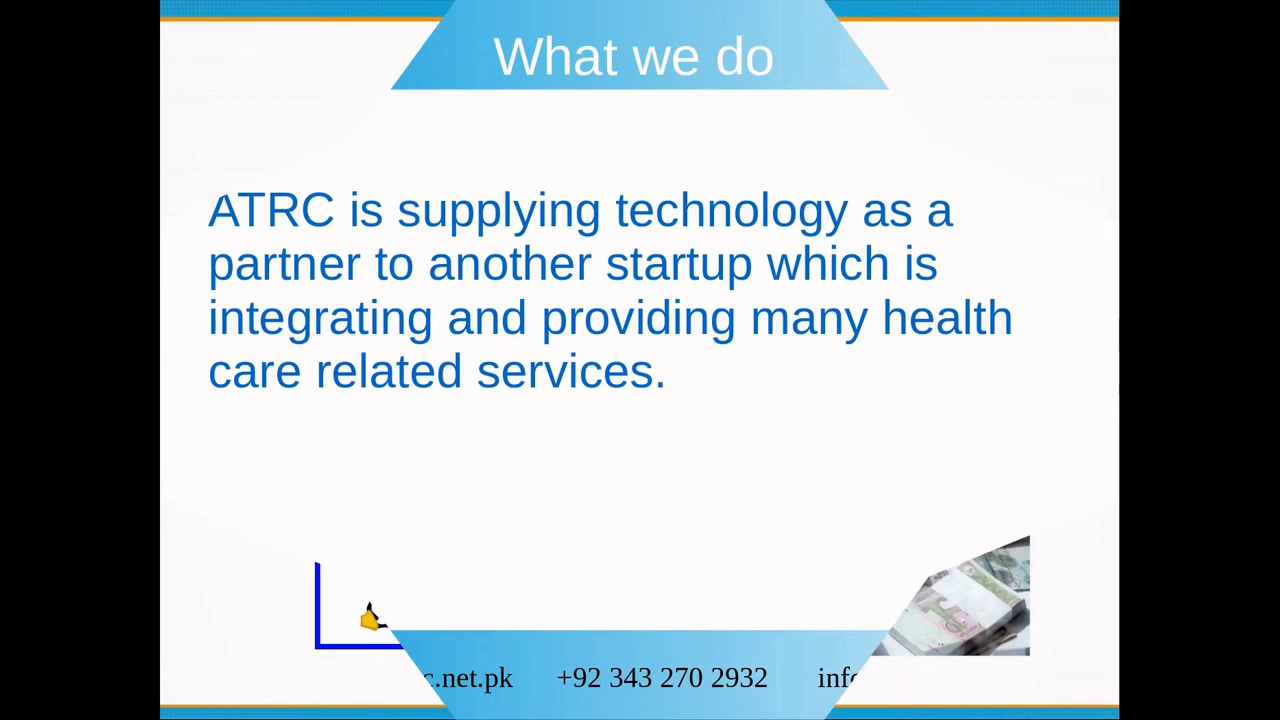 What we do
ATRC is supplying technology as a
partner to another startup which is
integrating and providing many health
care related services.
c.net.pk +92 343 270 2932 info